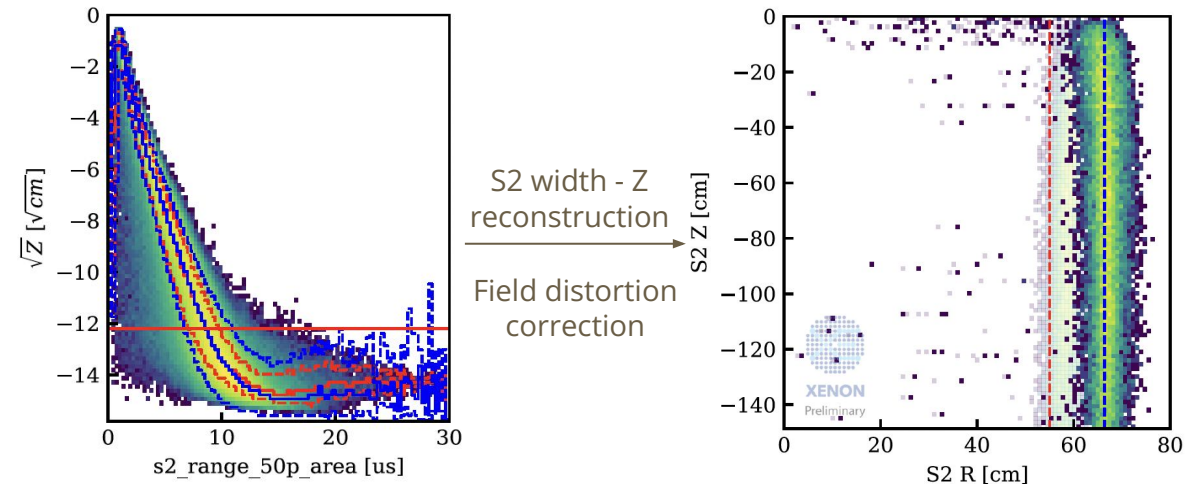 0
−2
−4
−6
−8
−10
−12
−14
√Z [√cm]
0
10
20
30
s2_range_50p_area [us]
S2 width - Z
reconstruction
Field distortion
correction
0
−20
−40
−60
−80
−100
−120
−140
S2 Z [cm]
XENON
Preliminary
0
20
40
60
80
S2 R [cm]